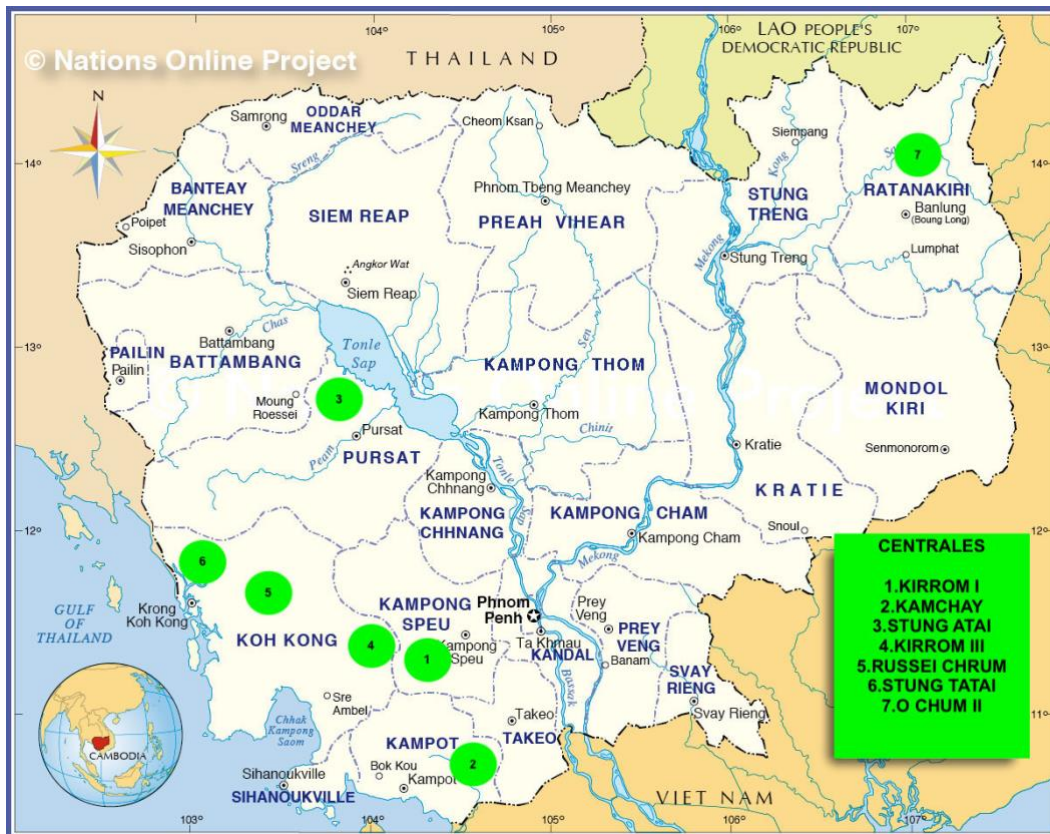 104° 105° 106° 107°
© Nations Online Project
THAILAND
LAO PEOPLE'S
DEMOCRATIC REPUBLIC
N
ODDAR
MEANCHEY
Samrong
Cheom Ksan
Siempang
Kong
7
14° 14°
Sreng
BANTEAY
MEANCHEY
SIEM REAP
Phnom Tbeng Meanchey
PREAH VIHEAR
STUNG
TRENG
RATANAKIRI
Banlung
(Boung Long)
Poipet
Sisophon
Mekong
Stung Treng
Lumphat
Angkor Wat
Siem Reap
Chas
Battambang
BATTAMBANG
PAILIN
Pailin
Tonle
Sap
Sen
13° 13°
KAMPONG THOM
MONDOL
KIRI
Moung
Roessei
3
Kampong Thom
Chinit
Pursat
PURSAT
Peam
Kratie
Senmonorom
Kampong
Chhnang
Tonle
Sap
KAMPONG
CHHNANG
KAMPONG CHAM
Kampong Cham
KRATIE
Snoul
12° 12°
Mekong
6
5
GULF
OF
THAILAND
Krong
Koh Kong
KOH KONG
KAMPONG
SPEU
4
1
Kampong
Speu
Phnom
Penh
Ta Khmau
KANDAL
Prey
Veng
PREY
VENG
Banam
SVAY
RIENG
Svay Rieng
Bassak
CENTRALES
1.KIRROM I
2.KAMCHAY
3.STUNG ATAI
4.KIRROM III
5.RUSSEI CHRUM
6.STUNG TATAI
7.O CHUM II
Sre
Ambel
11°
Chhak
Kampong
Saom
Takeo
TAKEO
KAMPOT
Bok Kou
Kampot
2
Sihanoukville
SIHANOUKVILLE
CAMBODIA
VIET NAM
103° 104° 105° 106° 107°